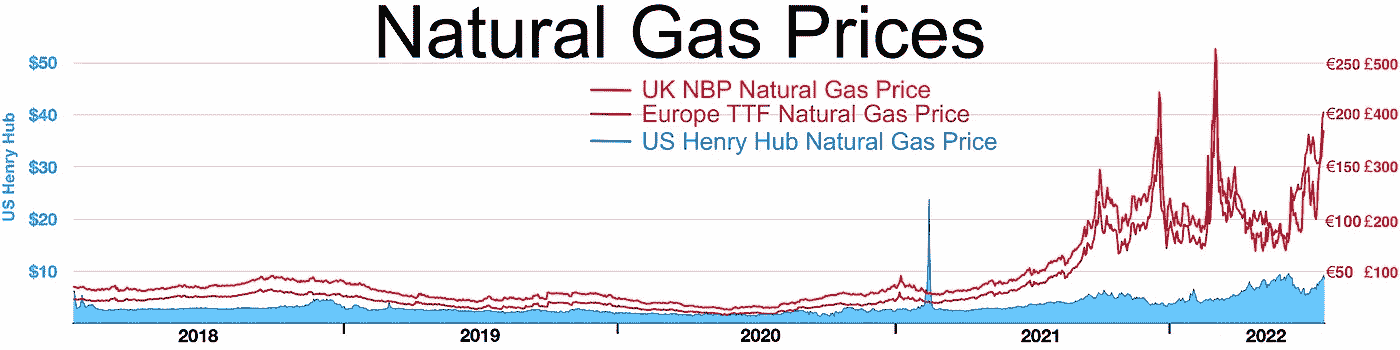 Natural Gas Prices
UK NBP Natural Gas Price
Europe TTF Natural Gas Price
US Henry Hub Natural Gas Price
US Henry Hub
$50
$40
$30
$20
$10
€250 £500
€200 £400
€150 £300
€100 £200
€50 £100
2018 2019 2020 2021 2022